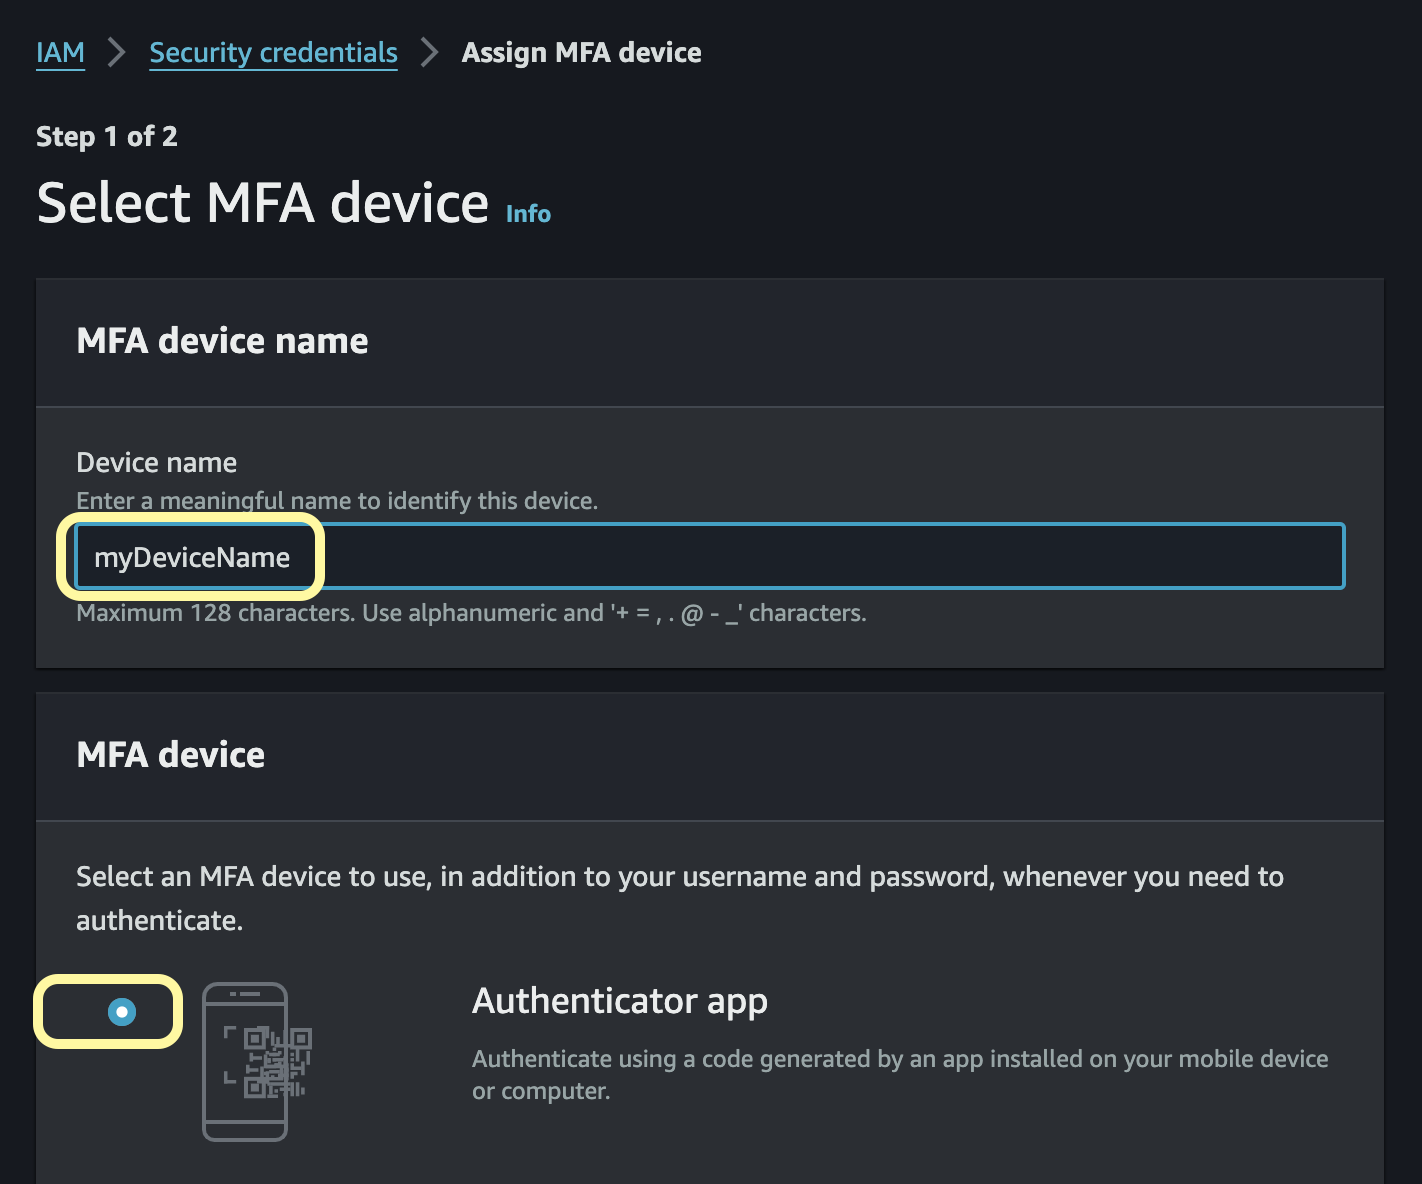 IAM > Security credentials > Assign MFA device
Step 1 of 2
Select MFA device Info
MFA device name
Device name
Enter a meaningful name to identify this device.
myDeviceName
Maximum 128 characters. Use alphanumeric and '+ = , . @ - _' characters.
MFA device
Select an MFA device to use, in addition to your username and password, whenever you need to
authenticate.
Authenticator app
Authenticate using a code generated by an app installed on your mobile device
or computer.